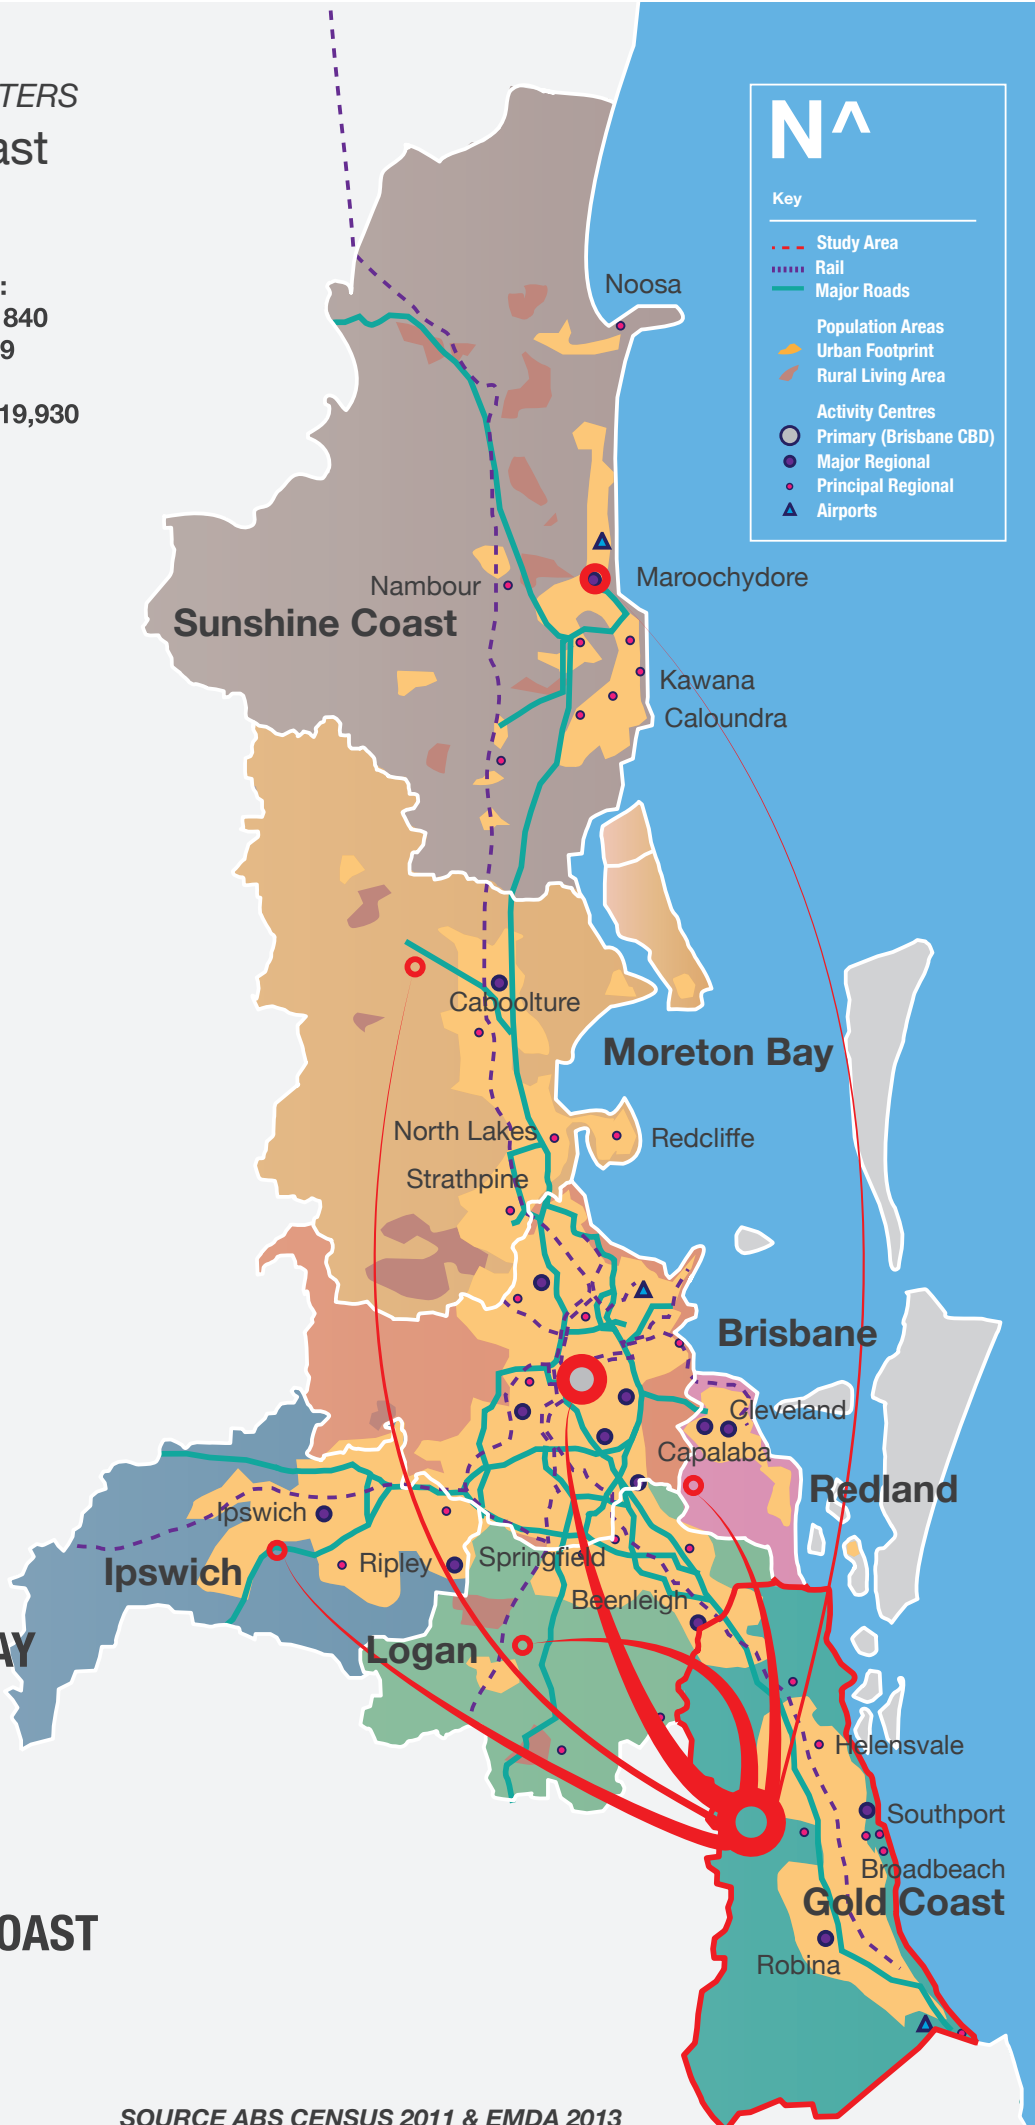 TERS
ast
:
840
9
19,930
N^
Key
Study Area
Rail
Major Roads
Population Areas
Urban Footprint
Rural Living Area
Activity Centres
Primary (Brisbane CBD)
Major Regional
Principal Regional
Airports
Noosa
Maroochydore
Nambour
Sunshine Coast
Kawana
Caloundra
Caboolture
Moreton Bay
North Lakes
Redcliffe
Strathpine
Brisbane
Cleveland
Capalaba
Redland
Ipswich
Ipswich
Ripley
Springfield
Beenleigh
AY
Logan
Helensvale
Southport
Broadbeach
Gold Coast
OAST
Robina
SOURCE ABS CENSUS 2011 & EMDA 2013